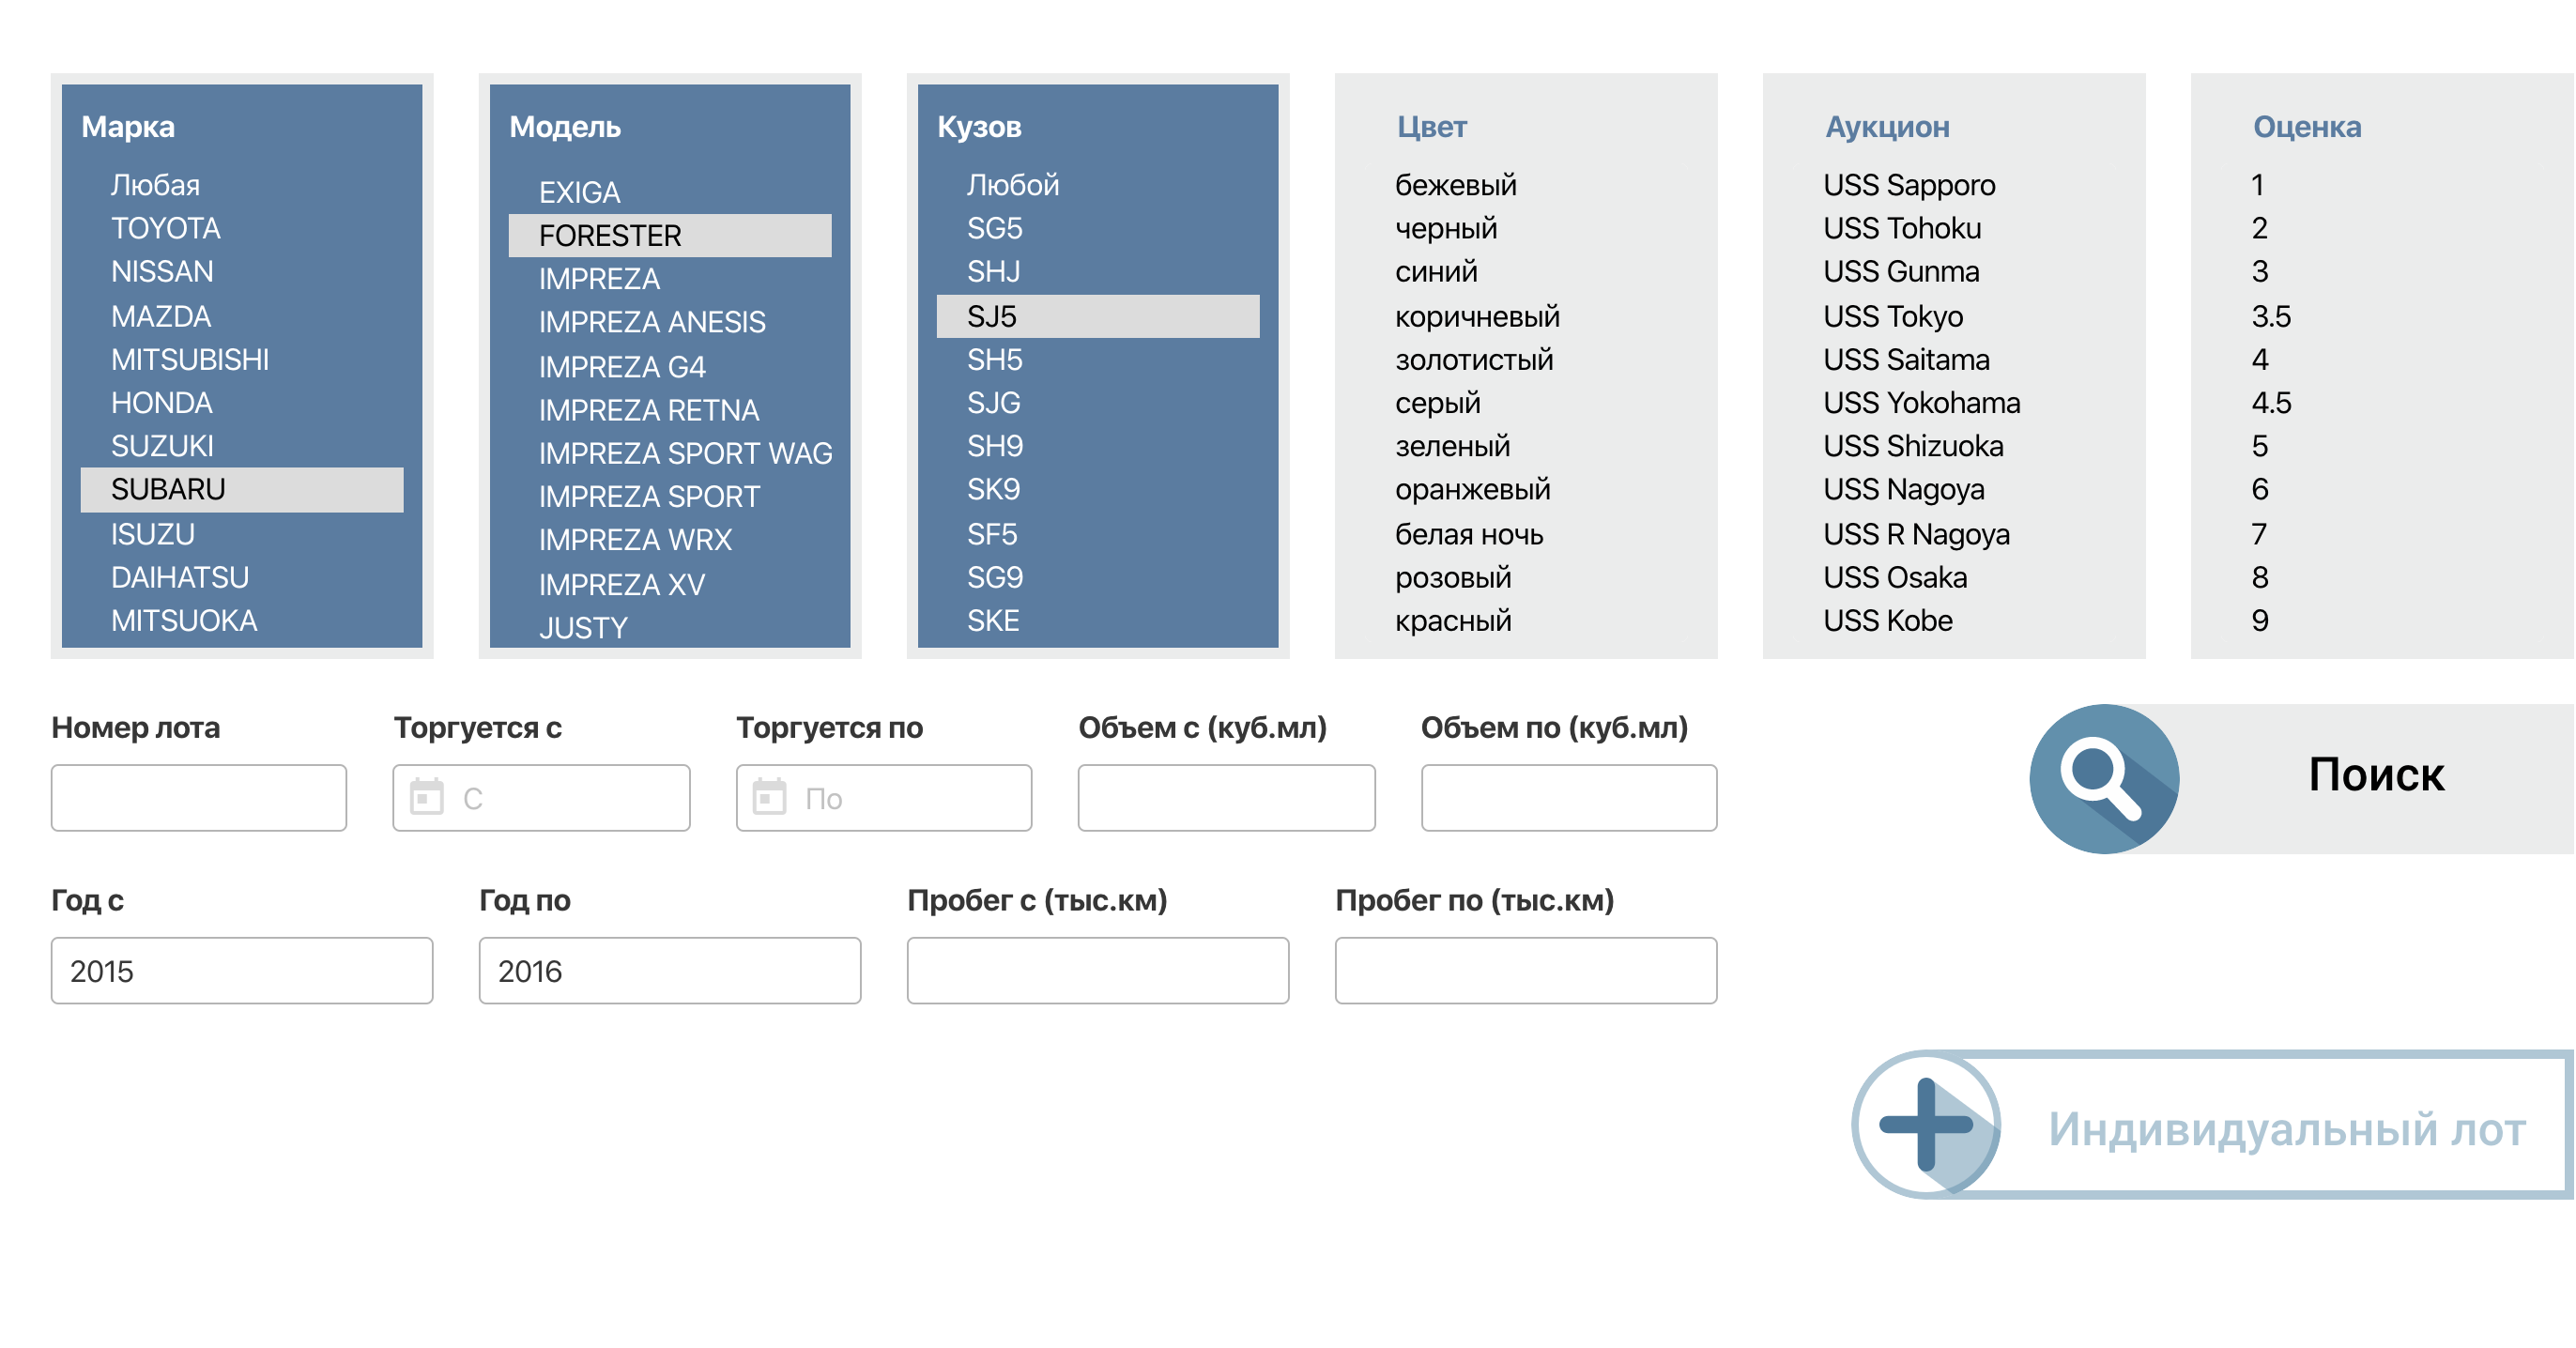 Марка
Любая
TOYOTA
NISSAN
MAZDA
MITSUBISHI
HONDA
SUZUKI
SUBARU
ISUZU
DAIHATSU
MITSUOKA
Модель
EXIGA
FORESTER
IMPREZA
IMPREZA ANESIS
IMPREZA G4
IMPREZA RETNA
IMPREZA SPORT WAG
IMPREZA SPORT
IMPREZA WRX
IMPREZA XV
JUSTY
Кузов
Любой
SG5
SHJ
SJ5
SH5
SJG
SH9
SK9
SF5
SG9
SKE
Цвет
бежевый
черный
синий
коричневый
золотистый
серый
зеленый
оранжевый
белая ночь
розовый
красный
Аукцион
USS Sapporo
USS Tohoku
USS Gunma
USS Tokyo
USS Saitama
USS Yokohama
USS Shizuoka
USS Nagoya
USS R Nagoya
USS Osaka
USS Kobe
Оценка
1
2
3
3.5
4
4.5
5
6
7
8
9
Номер лота
Торгуется с
С
Торгуется по
По
Объем с (куб.мл)
Объем по (куб.мл)
Поиск
Год с
2015
Год по
2016
Пробег с (тыс.км)
Пробег по (тыс.км)
Индивидуальный лот